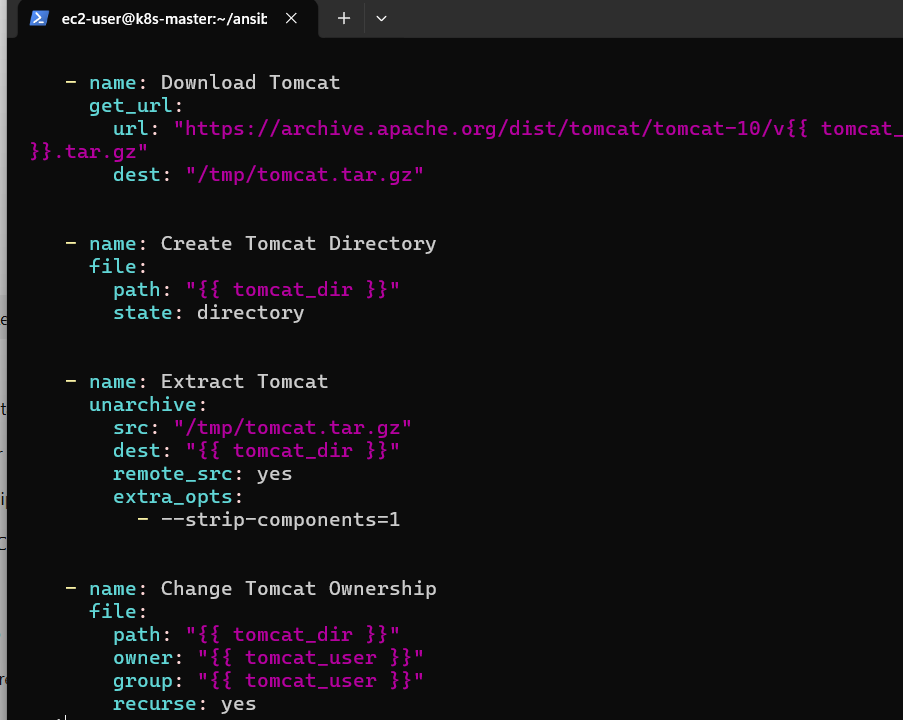 ec2-user@k8s-master:~/ansib
- name: Download Tomcat
get_url:
url: "https://archive.apache.org/dist/tomcat/tomcat-10/v{{ tomcat_
}}.tar.gz"
dest: "/tmp/tomcat.tar.gz"
- name: Create Tomcat Directory
file:
path: "{{ tomcat_dir }}"
state: directory
- name: Extract Tomcat
unarchive:
src: "/tmp/tomcat.tar.gz"
dest: "{{ tomcat_dir }}"
remote_src: yes
extra_opts:
- --strip-components=1
- name: Change Tomcat Ownership
file:
path: "{{ tomcat_dir }}"
owner: "{{ tomcat_user }}"
group: "{{ tomcat_user }}"
recurse: yes